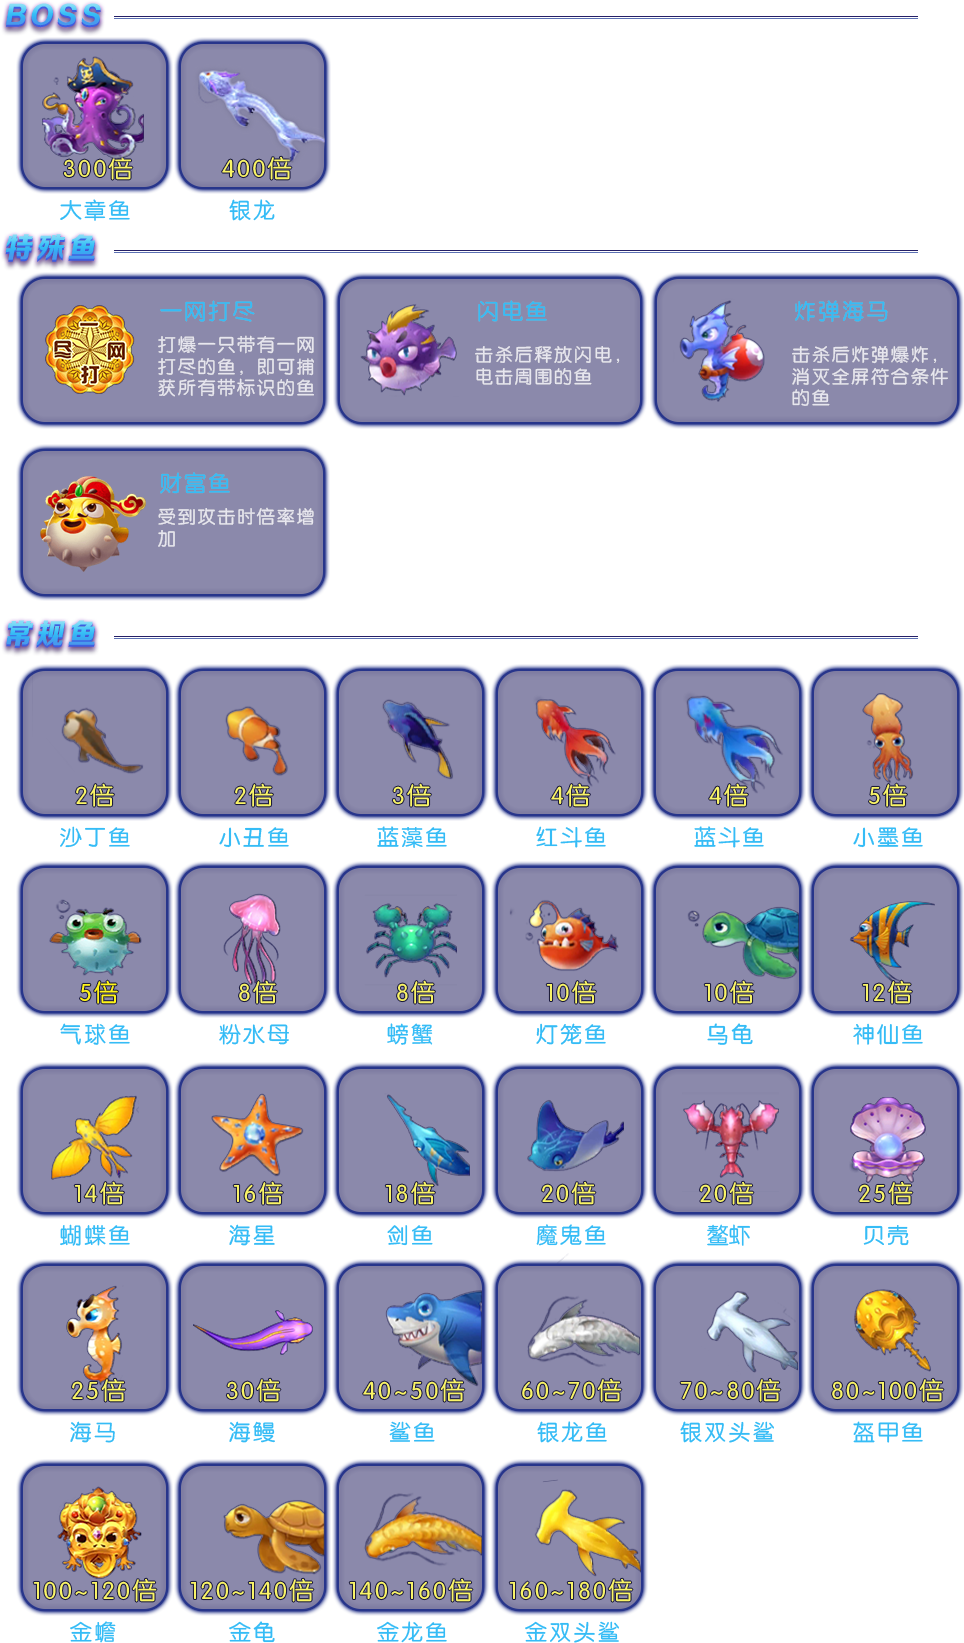 BOSS
300倍
400倍
大章鱼
银龙
特殊鱼
一网打尽
一网打尽
打爆一只带有一网
打尽的鱼，即可捕
获所有带标识的鱼
闪电鱼
击杀后释放闪电，
电击周围的鱼
炸弹海马
击杀后炸弹爆炸，
消灭全屏符合条件
的鱼
财富鱼
受到攻击时倍率增
加
常规鱼
2倍
2倍
3倍
4倍
4倍
5倍
沙丁鱼
小丑鱼
蓝藻鱼
红斗鱼
蓝斗鱼
小墨鱼
5倍
8倍
8倍
10倍
10倍
12倍
气球鱼
粉水母
螃蟹
灯笼鱼
乌龟
神仙鱼
14倍
16倍
18倍
20倍
20倍
25倍
蝴蝶鱼
海星
剑鱼
魔鬼鱼
鳌虾
贝壳
25倍
30倍
40~50倍
60~70倍
70~80倍
80~100倍
海马
海鳗
鲨鱼
银龙鱼
银双头鲨
盔甲鱼
100~120倍
120~140倍
140~160倍
160~180倍
金蟾
金龟
金龙鱼
金双头鲨